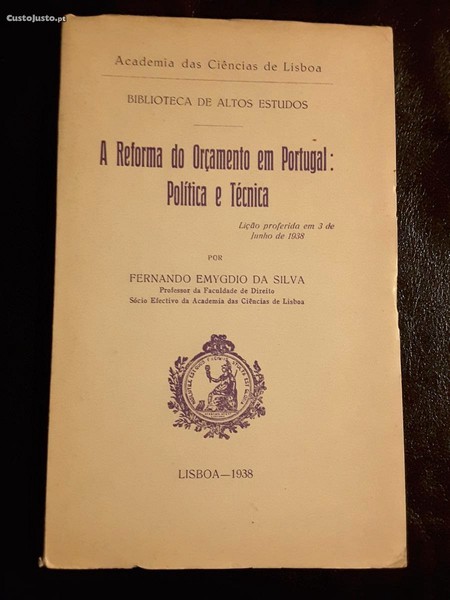 CustoJusto.pt
Academia das Ciências de Lisboa
BIBLIOTECA DE ALTOS ESTUDOS
A Reforma do Orçamento em Portugal:
Política e Técnica
Lição proferida em 3 de
Junho de 1938
POR
FERNANDO EMYGDIO DA SILVA
Professor da Faculdade de Direito
Sócio Efectivo da Academia das Ciências de Lisboa
LISBOA—1938